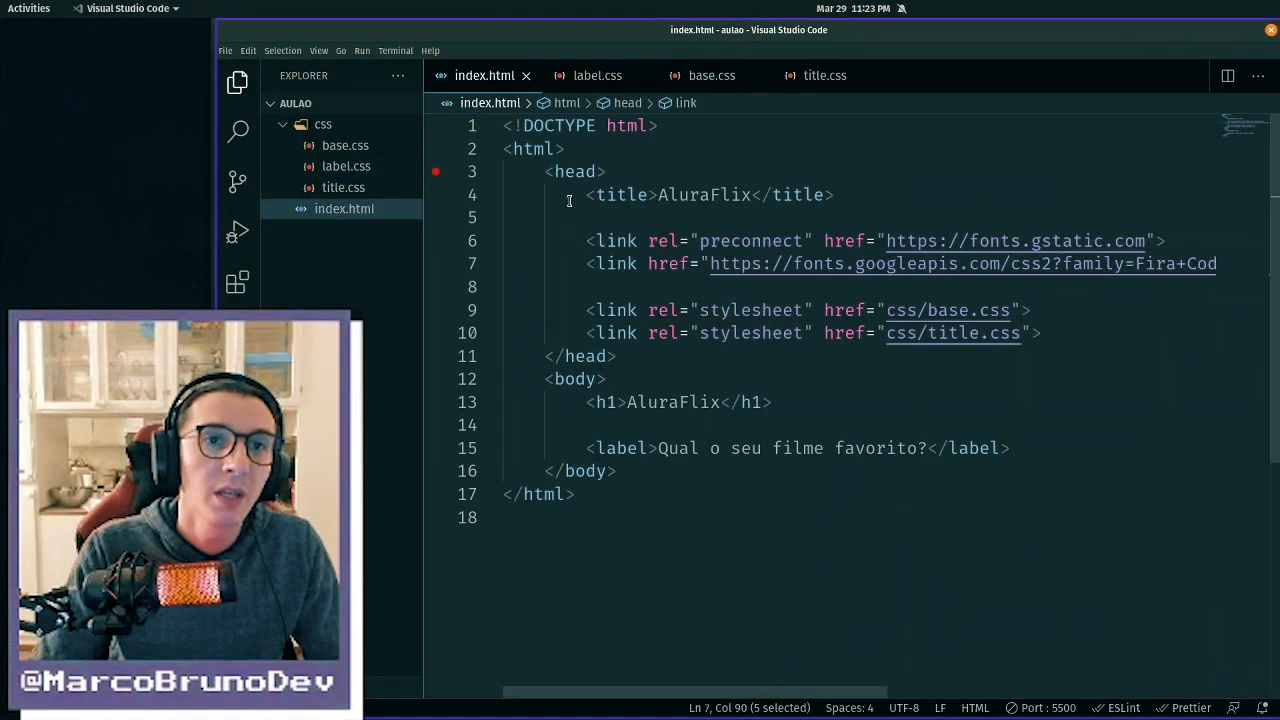 Activities
Visual Studio Code
Mar 29 11:23 PM
index.html - aulao - Visual Studio Code
File Edit Selection View Go Run Terminal Help
EXPLORER
index.html
label.css
base.css
title.css
AULAO
index.html > html > head > link
css
base.css
label.css
title.css
index.html
1 <!DOCTYPE html>
2 <html>
3 <head>
4 <title>AluraFlix</title>
5
6 <link rel="preconnect" href="https://fonts.gstatic.com">
7 <link href="https://fonts.googleapis.com/css2?family=Fira+Cod
8
9 <link rel="stylesheet" href="css/base.css">
10 <link rel="stylesheet" href="css/title.css">
11 </head>
12 <body>
13 <h1>AluraFlix</h1>
14
15 <label>Qual o seu filme favorito?</label>
16 </body>
17 </html>
18
@MarcoBrunoDev
Ln 7, Col 90 (5 selected) Spaces: 4 UTF-8 LF HTML Port : 5500 ESLint Prettier